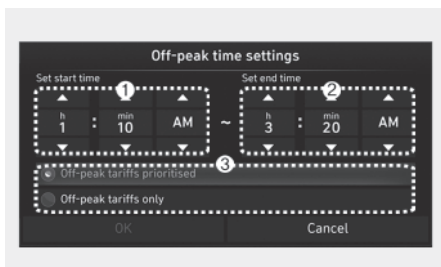 Off-peak time settings
Set start time Set end time
1 2
h min h min
1 : 10 AM ~ 3 : 20 AM
3
Off-peak tariffs prioritised
Off-peak tariffs only
OK Cancel